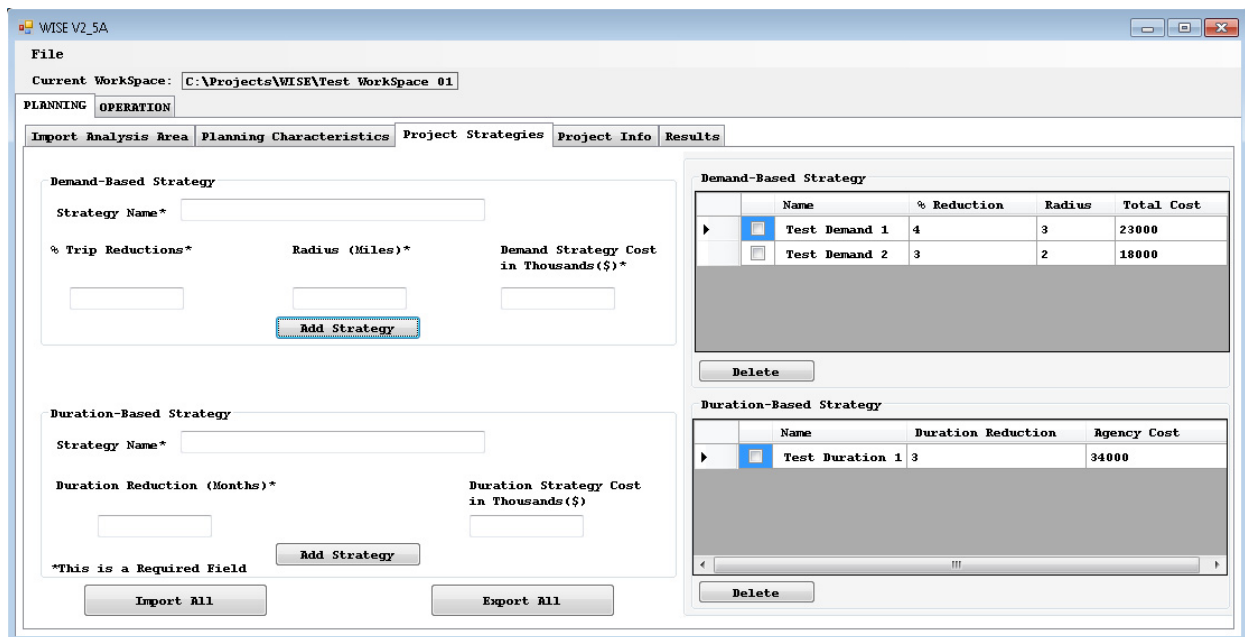 WISE V2_5A
File
Current WorkSpace: C:\Projects\WISE\Test WorkSpace 01
PLANNING OPERATION
Import Analysis Area Planning Characteristics Project Strategies Project Info Results
Demand-Based Strategy
Strategy Name*
% Trip Reductions* Radius (Miles)* Demand Strategy Cost
in Thousands($)*
Add Strategy
Duration-Based Strategy
Strategy Name*
Duration Reduction (Months)* Duration Strategy Cost
in Thousands($)
Add Strategy
*This is a Required Field
Import All Export All
Demand-Based Strategy
Name % Reduction Radius Total Cost
Test Demand 1 4 3 23000
Test Demand 2 3 2 18000
Delete
Duration-Based Strategy
Name Duration Reduction Agency Cost
Test Duration 1 3 34000
Delete